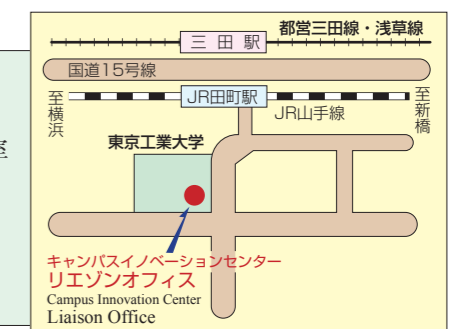 都営三田線・浅草線
三田駅
国道15号線
至横浜
JR田町駅
至新橋
JR山手線
東京工業大学
室
キャンパスイノベーションセンター
リエゾンオフィス
Campus Innovation Center
Liaison Office